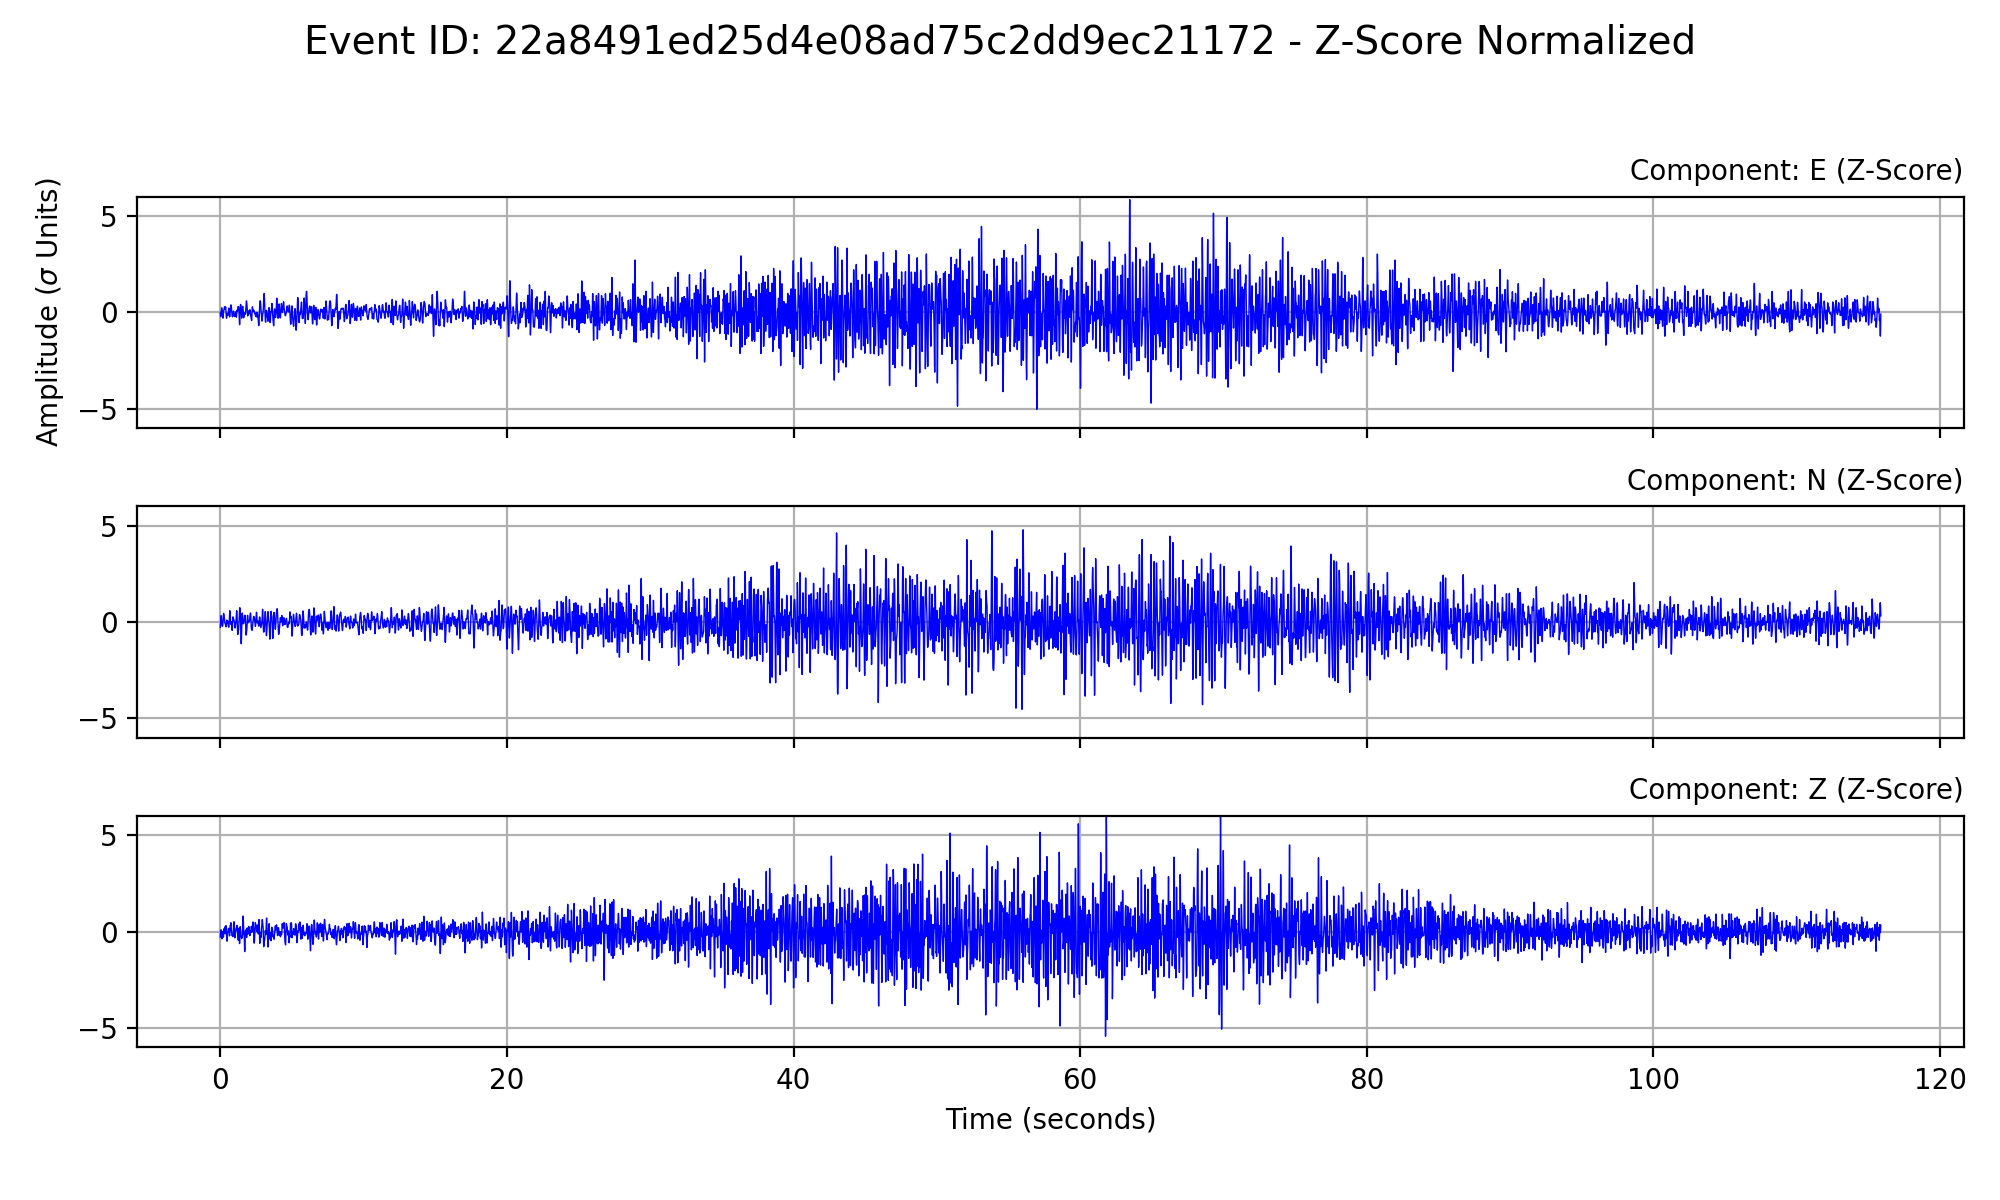 Event ID: 22a8491ed25d4e08ad75c2dd9ec21172 - Z-Score Normalized
Component: E (Z-Score)
Amplitude (σ Units)
5
0
−5
Component: N (Z-Score)
5
0
−5
Component: Z (Z-Score)
5
0
−5
0 20 40 60 80 100 120
Time (seconds)